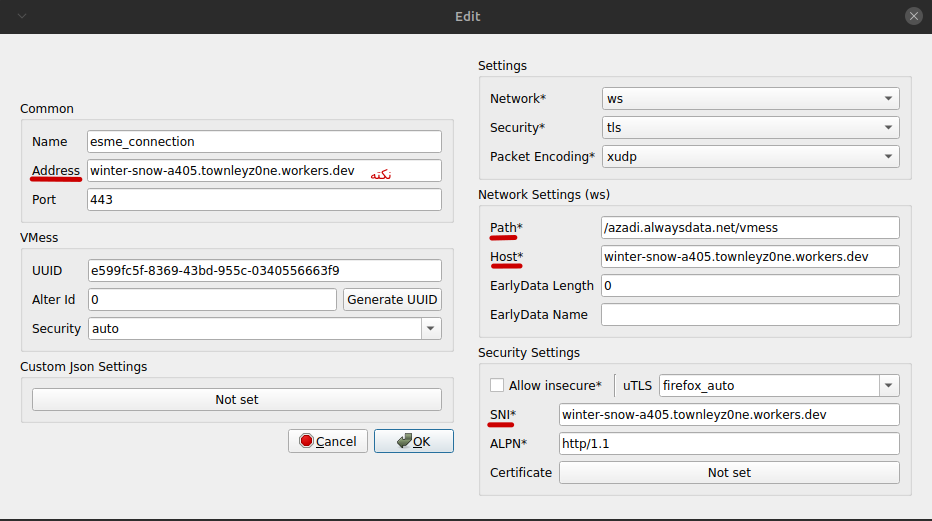 Edit
Common
Name esme_connection
Address winter-snow-a405.townleyz0ne.workers.dev نکته
Port 443
VMess
UUID e599fc5f-8369-43bd-955c-0340556663f9
Alter Id 0 Generate UUID
Security auto
Custom Json Settings
Not set
Cancel OK
Settings
Network* ws
Security* tls
Packet Encoding* xudp
Network Settings (ws)
Path* /azadi.alwaysdata.net/vmess
Host* winter-snow-a405.townleyz0ne.workers.dev
EarlyData Length 0
EarlyData Name
Security Settings
Allow insecure* uTLS firefox_auto
SNI* winter-snow-a405.townleyz0ne.workers.dev
ALPN* http/1.1
Certificate Not set